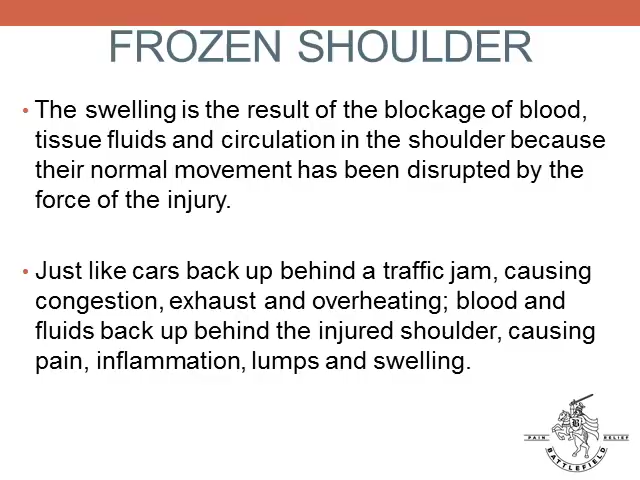 FROZEN SHOULDER
• The swelling is the result of the blockage of blood,
tissue fluids and circulation in the shoulder because
their normal movement has been disrupted by the
force of the injury.
• Just like cars back up behind a traffic jam, causing
congestion, exhaust and overheating; blood and
fluids back up behind the injured shoulder, causing
pain, inflammation, lumps and swelling.
B
PAIN RELIEF
BATTLEFIELD